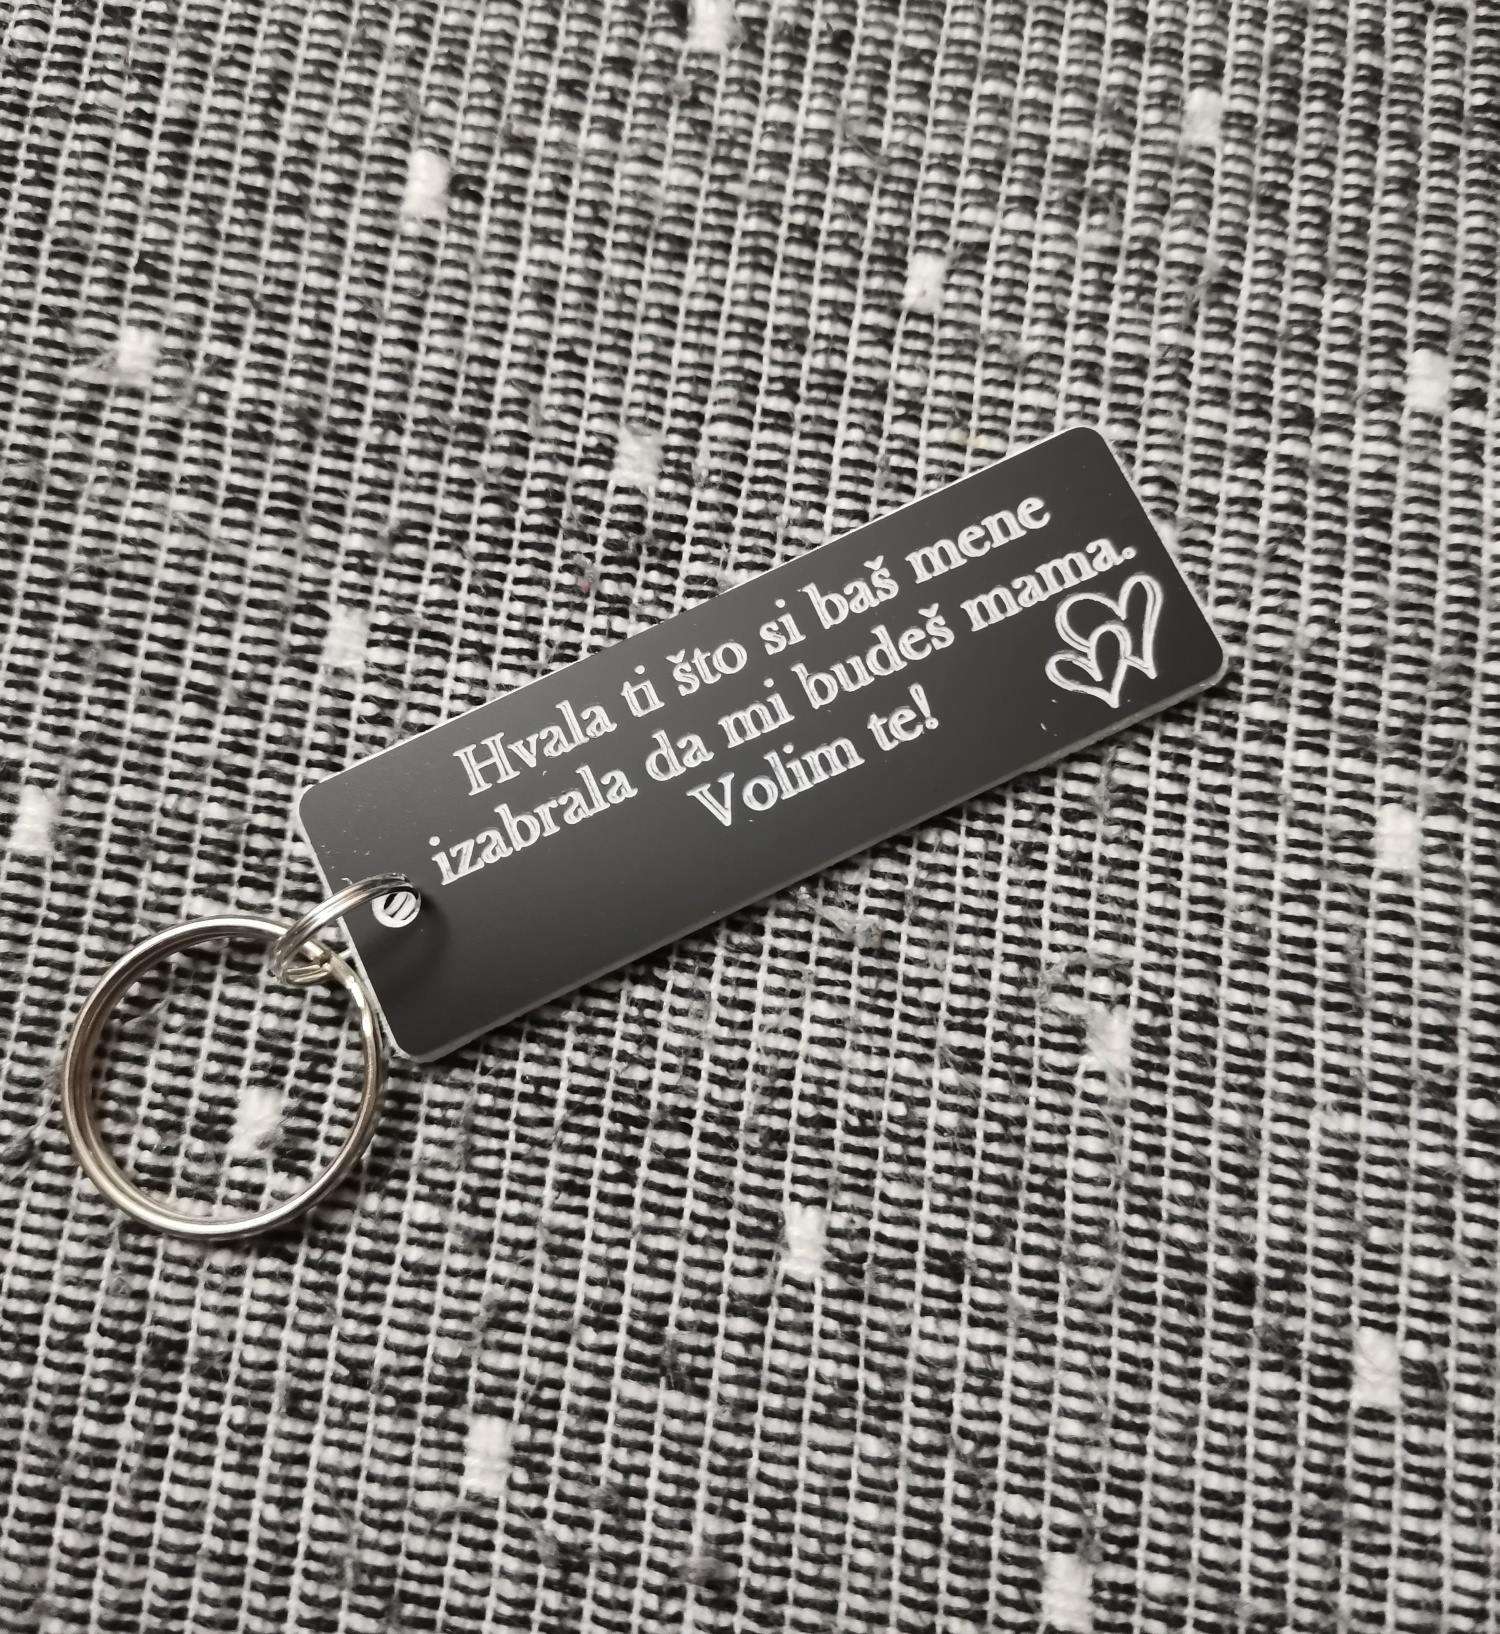 Hvala ti što si baš mene
izabrala da mi budeš mama.
Volim te!